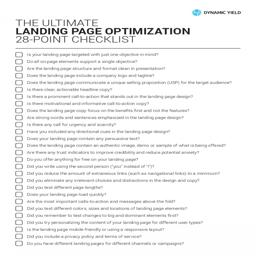 DYNAMIC YIELD
THE ULTIMATE
LANDING PAGE OPTIMIZATION
28-POINT CHECKLIST
Is your landing page targeted with just one objective in mind?
Do all on-page elements support a single objective?
Are the landing page structure and format clean in presentation?
Does the landing page include a company logo and tagline?
Does the landing page communicate a unique selling proposition (USP) for the target audience?
Is there clear, actionable headline copy?
Is there a prominent call-to-action that stands out in the landing page design?
Is there motivational and informative call-to-action copy?
Does the landing page copy focus on the benefits first and not the features?
Are strong words and sentences emphasized in the landing page design?
Is there any call for urgency and scarcity?
Have you included any directional cues in the landing page design?
Does your landing page contain any persuasive text?
Does the landing page contain an authentic image, demo or sample of what is being offered?
Are there any trust indicators to improve credibility and reduce potential anxiety?
Do you offer anything for free on your landing page?
Did you write using the second person ("you" instead of "I")?
Did you reduce the amount of extraneous links (such as navigational links) to a minimum?
Did you eliminate any irrelevant choices and distractions in the design and copy?
Did you test different page lengths?
Does your landing page load quickly?
Are the most important calls-to-action and messages above the fold?
Did you test different colors, sizes and locations of landing page elements?
Did you remember to test changes to big and dominant elements first?
Did you try personalizing the content of your landing page for different user types?
Is the landing page mobile friendly or using a responsive layout?
Did you include a privacy policy and terms of service?
Do you have different landing pages for different channels or campaigns?